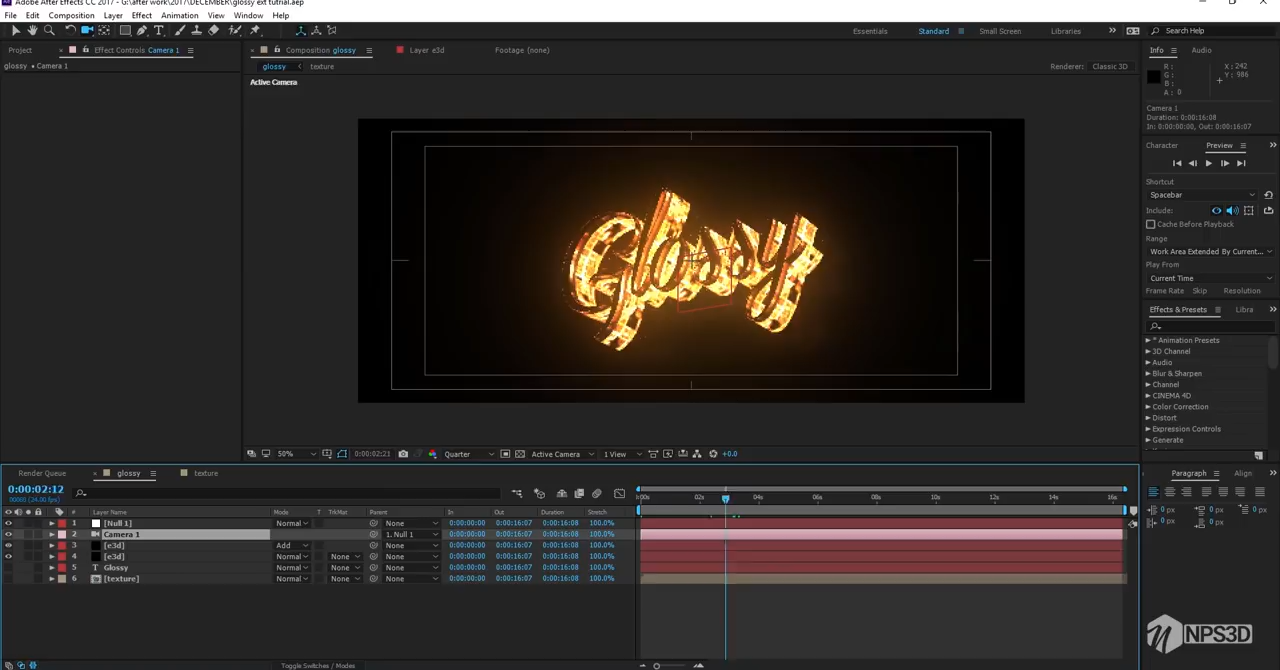 Adobe After Effects CC 2017 - G:\after work\2017\DECEMBER\glossy ext tutrial.aep
File Edit Composition Layer Effect Animation View Window Help
Essentials Standard Small Screen Libraries Search Help
Project Effect Controls Camera 1 Composition glossy Layer e3d Footage (none) Info Audio
glossy • Camera 1 glossy texture Renderer: Classic 3D
Active Camera
R: X: 242
G: Y: 986
B:
A: 0
Camera 1
Duration: 0:00:16:08
In: 0:00:00:00, Out: 0:00:16:07
Character Preview
Shortcut
Spacebar
Include:
Cache Before Playback
Range
Work Area Extended By Current...
Play From
Current Time
Frame Rate Skip Resolution
Effects & Presets Libra
* Animation Presets
3D Channel
Audio
Blur & Sharpen
Channel
CINEMA 4D
Color Correction
Distort
Expression Controls
Generate
Glossy
50% 0:00:02:21 Quarter Active Camera 1 View +0.0
Render Queue glossy texture Paragraph Align
0:00:02:12
00060 (24.00 fps)
:00s 02s 04s 06s 08s 10s 12s 14s 16s
# Layer Name Mode T TrkMat Parent In Out Duration Stretch
1 [Null 1] Normal None 0:00:00:00 0:00:16:07 0:00:16:08 100.0%
2 Camera 1 1. Null 1 0:00:00:00 0:00:16:07 0:00:16:08 100.0%
3 [e3d] Add None 0:00:00:00 0:00:16:07 0:00:16:08 100.0%
4 [e3d] Normal None None 0:00:00:00 0:00:16:07 0:00:16:08 100.0%
5 T Glossy Normal None None 0:00:00:00 0:00:16:07 0:00:16:08 100.0%
6 [texture] Normal None None 0:00:00:00 0:00:16:07 0:00:16:08 100.0%
0 px 0 px 0 px
0 px 0 px
NPS3D
Toggle Switches / Modes